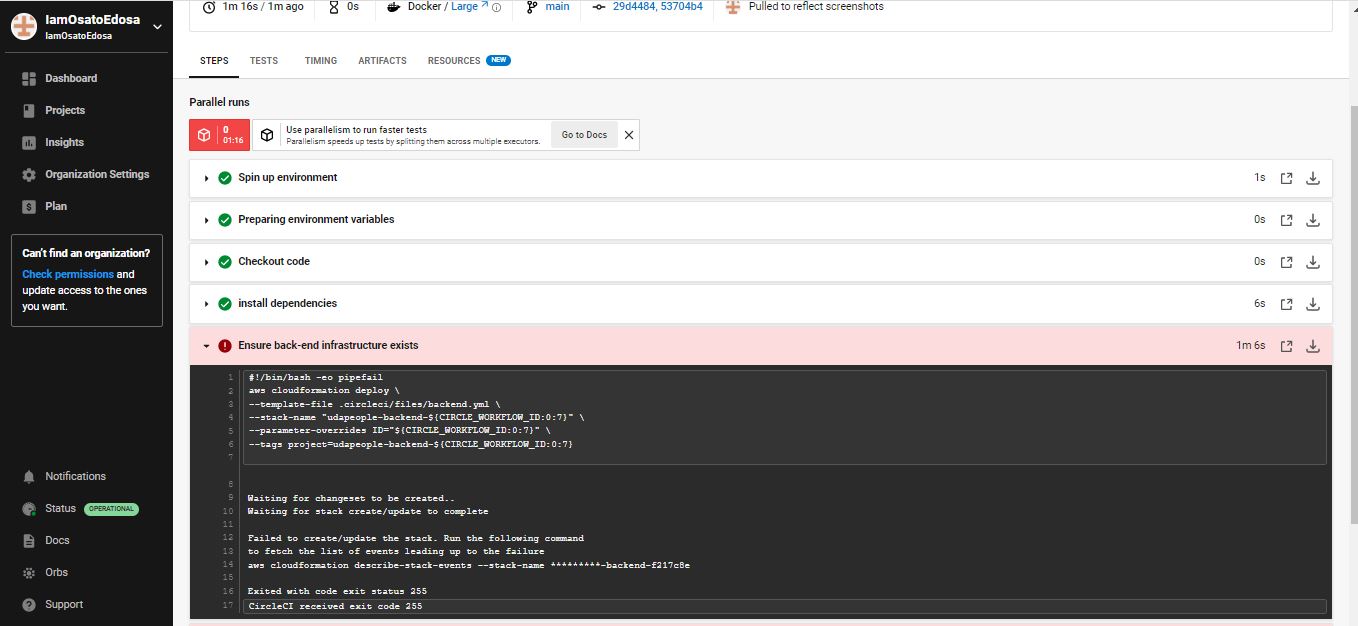 IamOsatoEdosa
IamOsatoEdosa
Dashboard
Projects
Insights
Organization Settings
Plan
Can't find an organization?
Check permissions and
update access to the ones
you want.
Notifications
Status OPERATIONAL
Docs
Orbs
Support
1m 16s / 1m ago
0s
Docker / Large
main
29d4484, 53704b4
Pulled to reflect screenshots
STEPS TESTS TIMING ARTIFACTS RESOURCES NEW
Parallel runs
0
01:16
Use parallelism to run faster tests
Parallelism speeds up tests by splitting them across multiple executors.
Go to Docs
Spin up environment 1s
Preparing environment variables 0s
Checkout code 0s
install dependencies 6s
Ensure back-end infrastructure exists 1m 6s
1 #!/bin/bash -eo pipefail
2 aws cloudformation deploy \
3 --template-file .circleci/files/backend.yml \
4 --stack-name "udapeople-backend-${CIRCLE_WORKFLOW_ID:0:7}" \
5 --parameter-overrides ID="${CIRCLE_WORKFLOW_ID:0:7}" \
6 --tags project=udapeople-backend-${CIRCLE_WORKFLOW_ID:0:7}
7
8
9 Waiting for changeset to be created..
10 Waiting for stack create/update to complete
11
12 Failed to create/update the stack. Run the following command
13 to fetch the list of events leading up to the failure
14 aws cloudformation describe-stack-events --stack-name *********-backend-f217c8e
15
16 Exited with code exit status 255
17 CircleCI received exit code 255